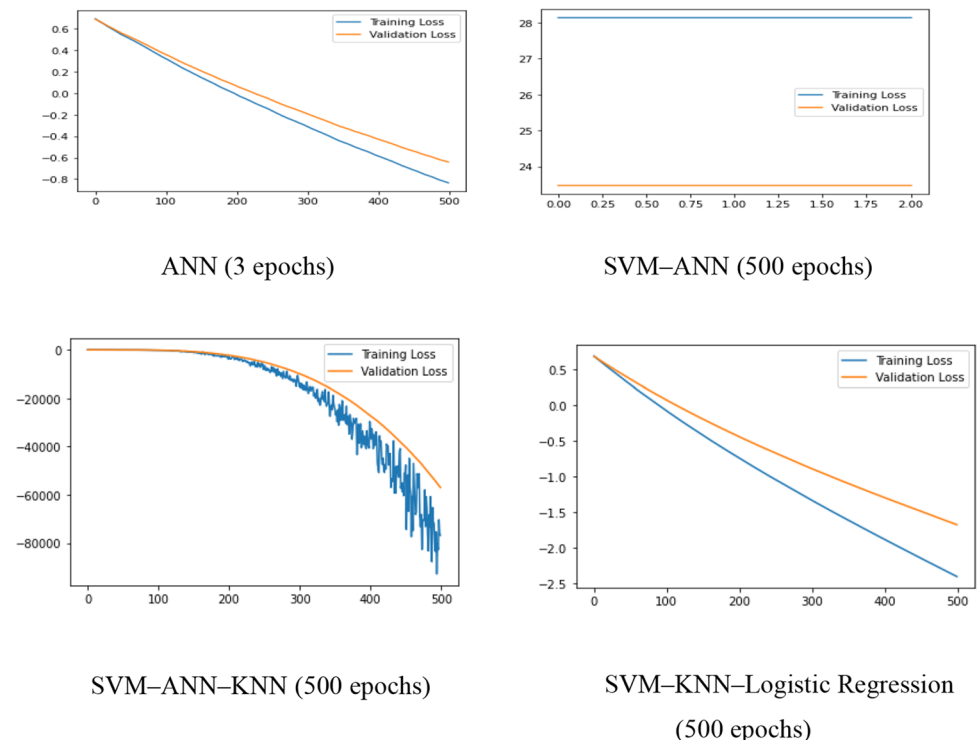 0.6
0.4
0.2
0.0
−0.2
−0.4
−0.6
−0.8
0 100 200 300 400 500
Training Loss
Validation Loss
ANN (3 epochs)
28
27
26
25
24
0.00 0.25 0.50 0.75 1.00 1.25 1.50 1.75 2.00
Training Loss
Validation Loss
SVM–ANN (500 epochs)
0
−20000
−40000
−60000
−80000
0 100 200 300 400 500
Training Loss
Validation Loss
SVM–ANN–KNN (500 epochs)
0.5
0.0
−0.5
−1.0
−1.5
−2.0
−2.5
0 100 200 300 400 500
Training Loss
Validation Loss
SVM–KNN–Logistic Regression
(500 epochs)